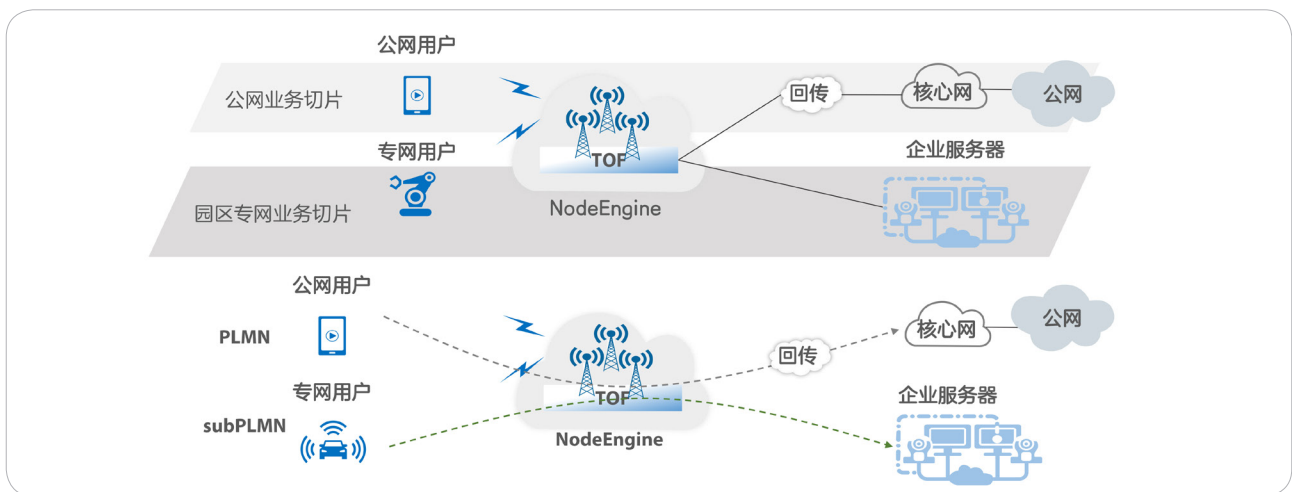 公网用户
公网业务切片
回传
核心网
公网
专网用户
TOF
企业服务器
园区专网业务切片
NodeEngine
公网用户
PLMN
回传
核心网
公网
专网用户
TOF
企业服务器
subPLMN
NodeEngine